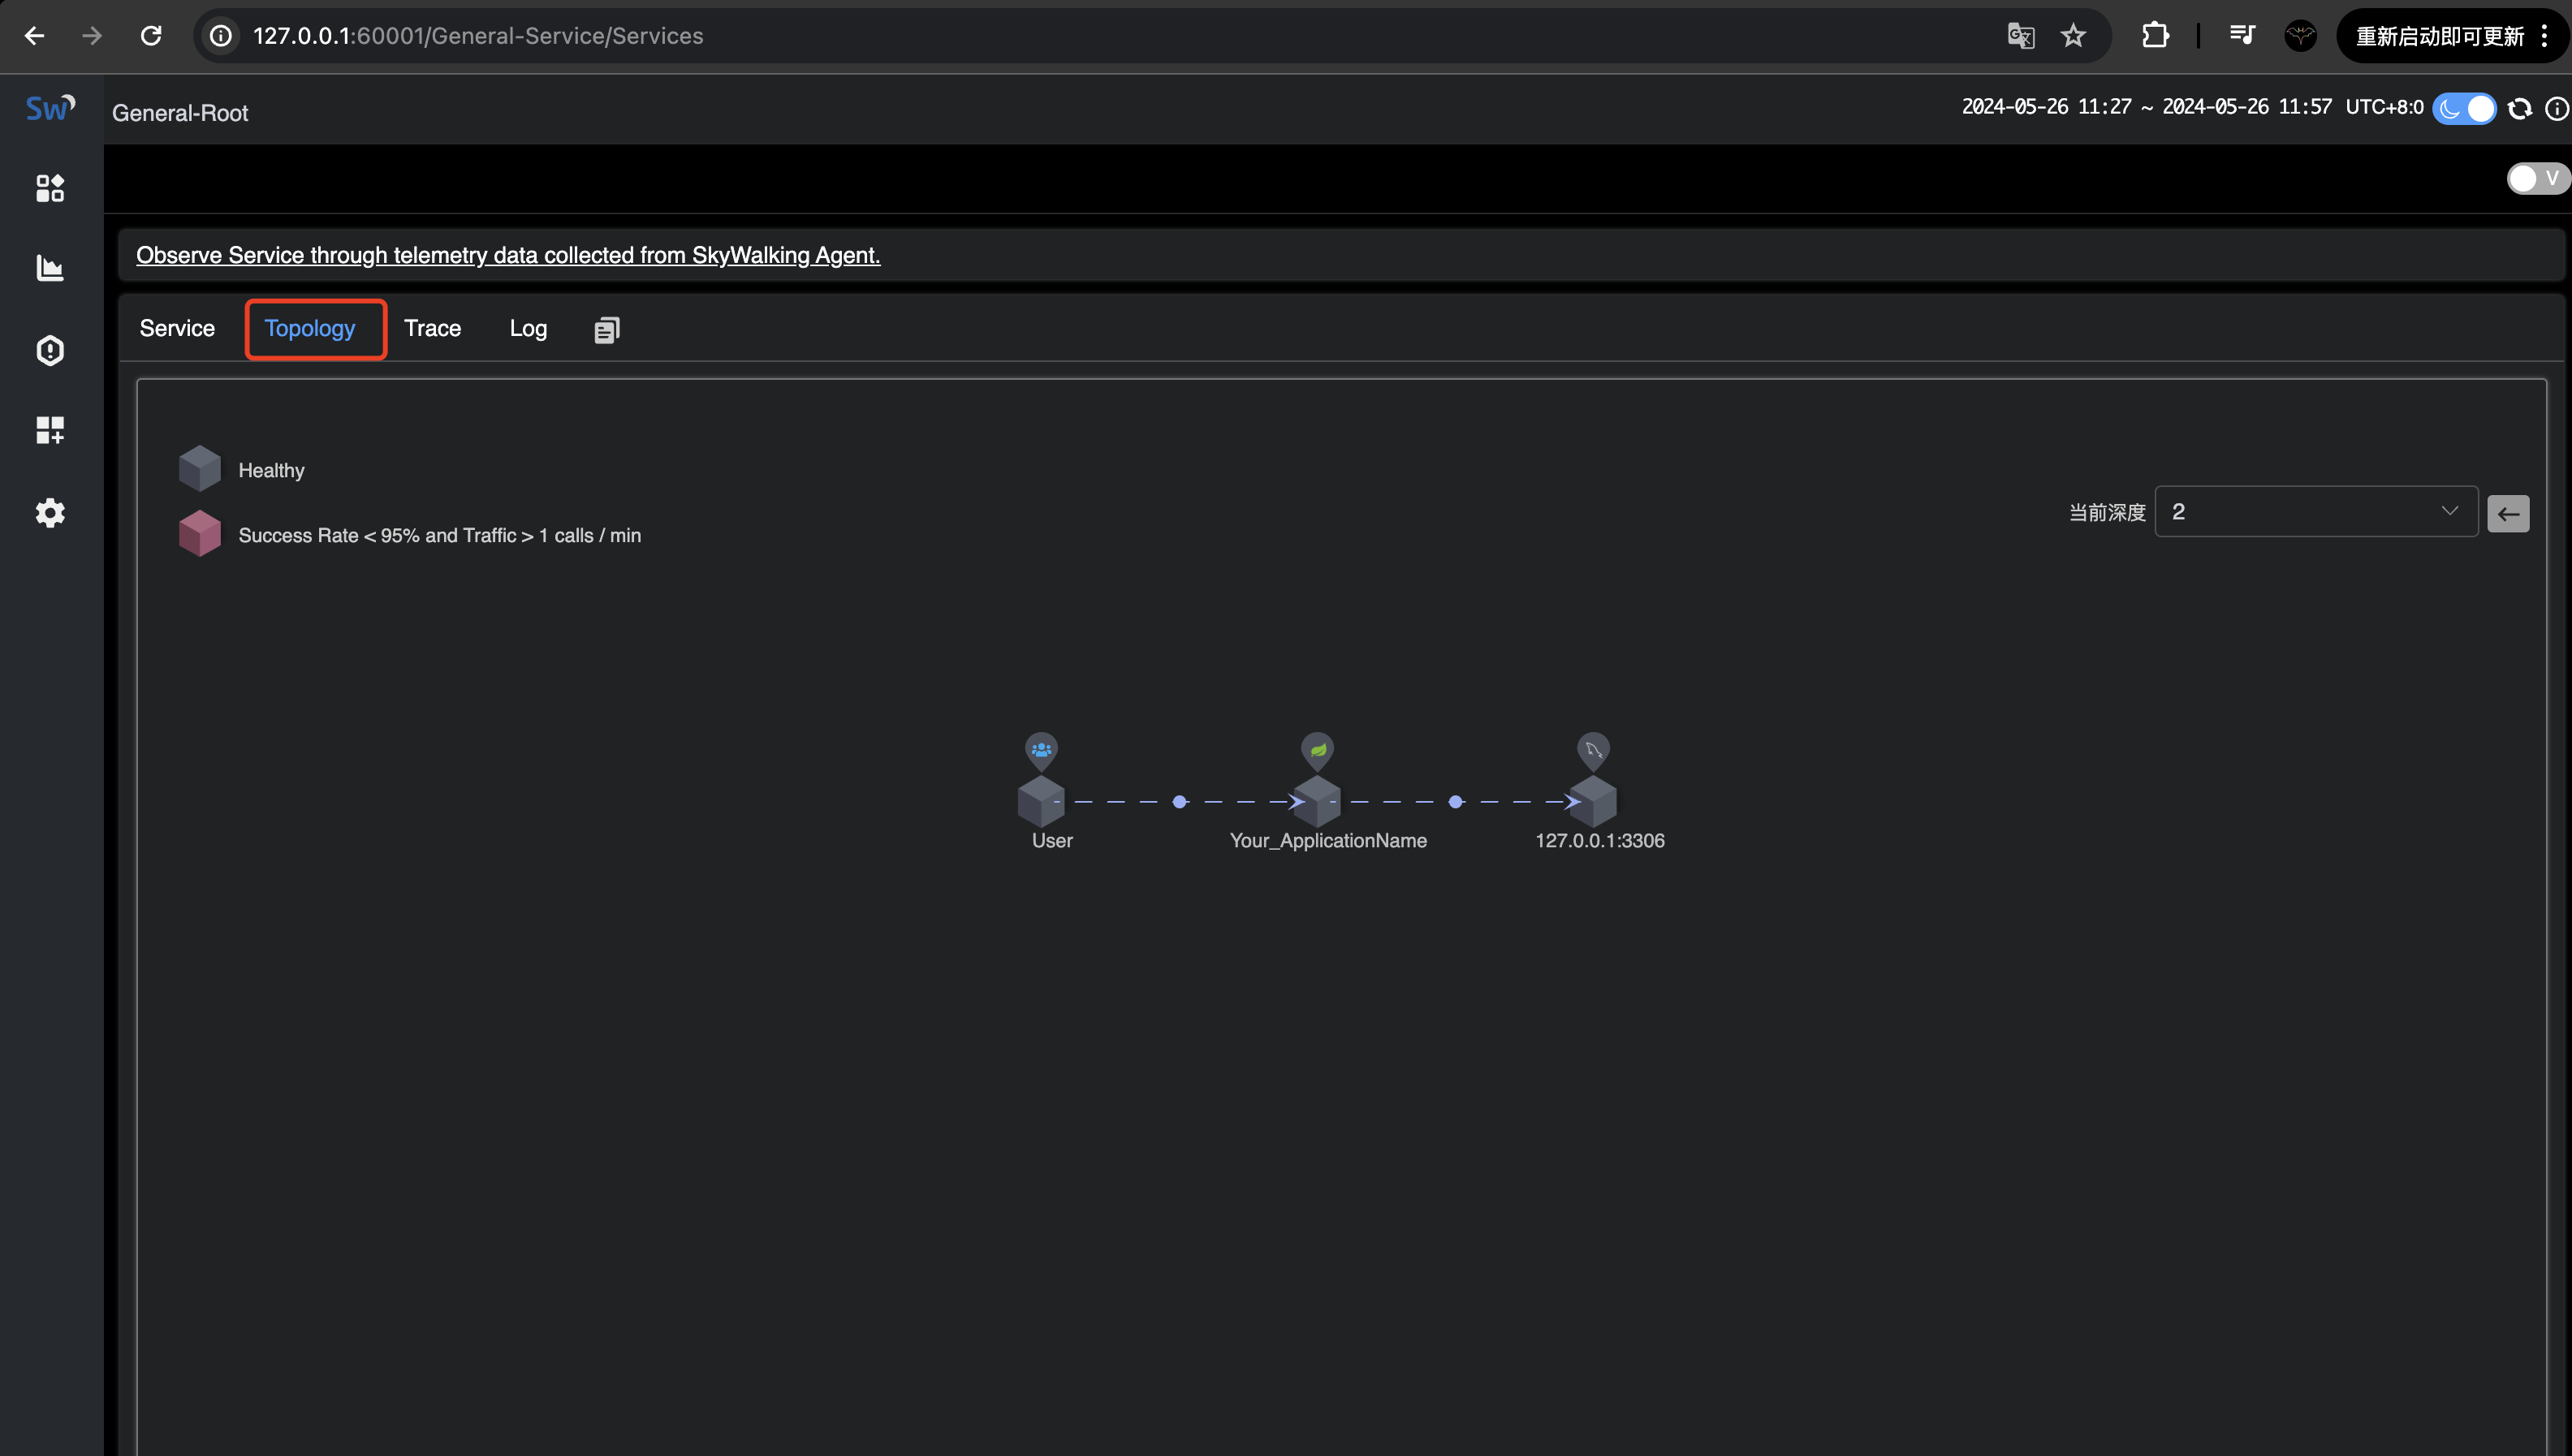 127.0.0.1:60001/General-Service/Services
重新启动即可更新
Sw
General-Root
2024-05-26 11:27 ~ 2024-05-26 11:57 UTC+8:0
V
Observe Service through telemetry data collected from SkyWalking Agent.
Service Topology Trace Log
Healthy
Success Rate < 95% and Traffic > 1 calls / min
当前深度 2
User Your_ApplicationName 127.0.0.1:3306